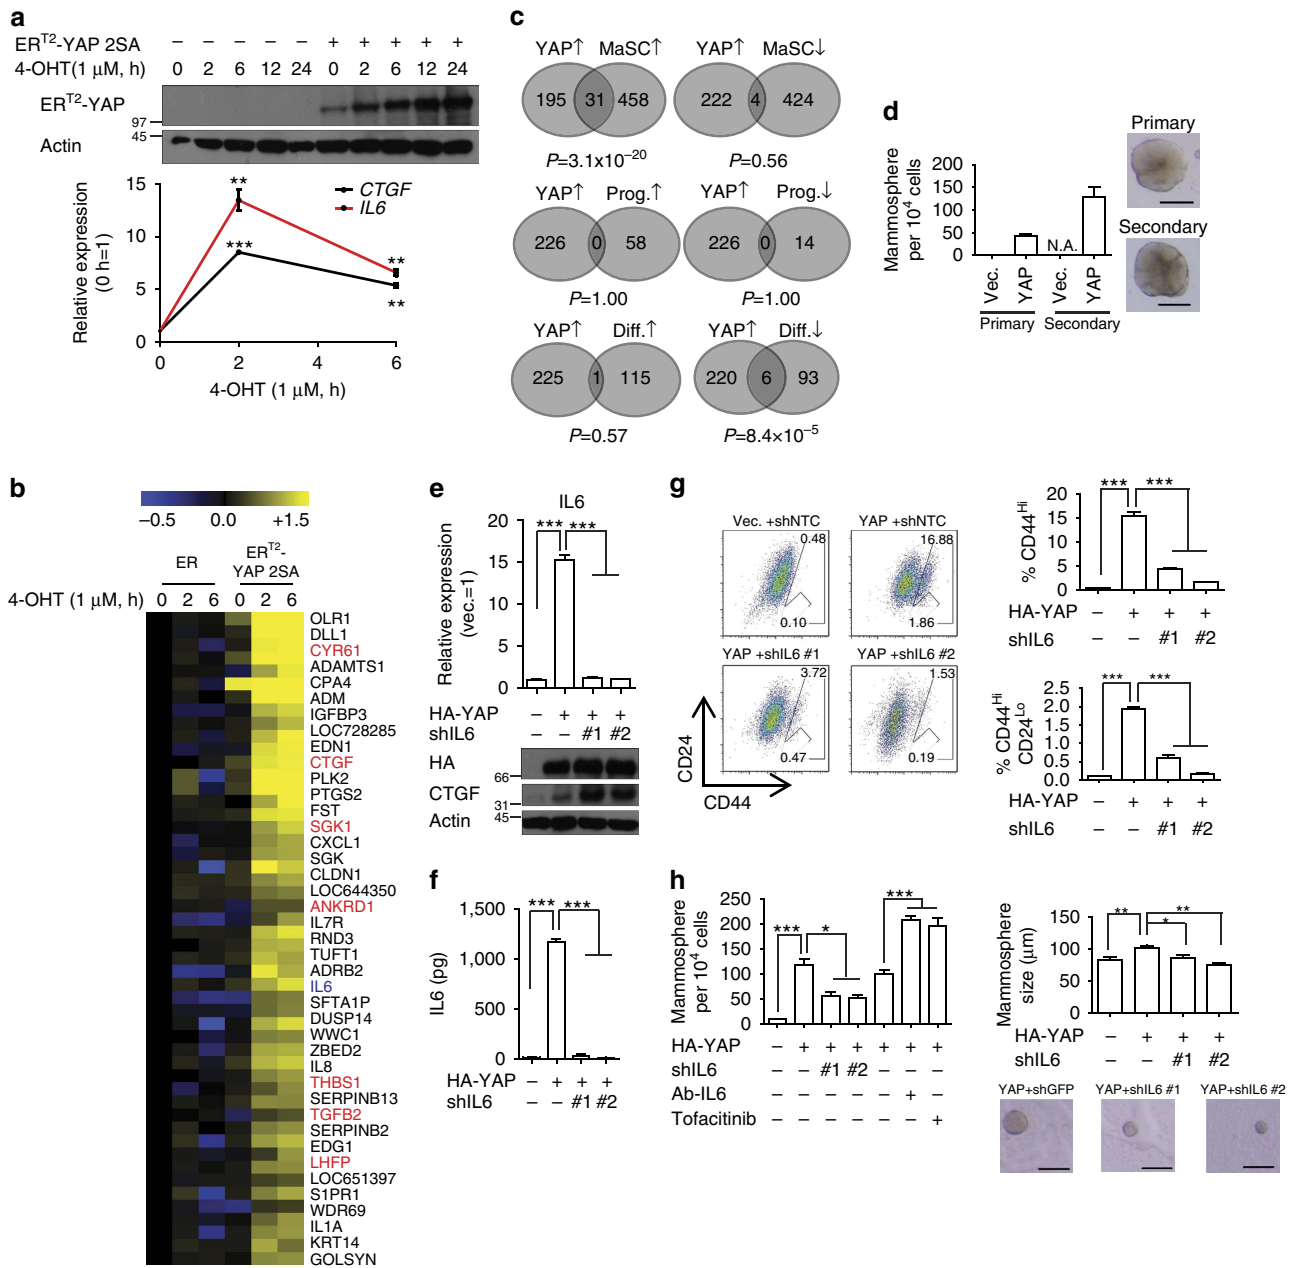 a
ER^T2-YAP 2SA – – – – – + + + + +
4-OHT(1 µM, h) 0 2 6 12 24 0 2 6 12 24
ER^T2-YAP
97
45
Actin
15
10
5
0
Relative expression
(0 h=1)
**
***
**
**
CTGF
IL6
0 2 4 6
4-OHT (1 µM, h)
b
–0.5 0.0 +1.5
ER
ER^T2-
YAP 2SA
4-OHT (1 µM, h) 0 2 6 0 2 6
OLR1
DLL1
CYR61
ADAMTS1
CPA4
ADM
IGFBP3
LOC728285
EDN1
CTGF
PLK2
PTGS2
FST
SGK1
CXCL1
SGK
CLDN1
LOC644350
ANKRD1
IL7R
RND3
TUFT1
ADRB2
IL6
SFTA1P
DUSP14
WWC1
ZBED2
IL8
THBS1
SERPINB13
TGFB2
SERPINB2
EDG1
LHFP
LOC651397
S1PR1
WDR69
IL1A
KRT14
GOLSYN
c
YAP↑ MaSC↑
195 31 458
P=3.1x10^–20
YAP↑ MaSC↓
222 4 424
P=0.56
YAP↑ Prog.↑
226 0 58
P=1.00
YAP↑ Prog.↓
226 0 14
P=1.00
YAP↑ Diff.↑
225 1 115
P=0.57
YAP↑ Diff.↓
220 6 93
P=8.4×10^–5
d
Mammosphere
per 10^4 cells
200
150
100
50
0
N.A.
Vec. YAP Vec. YAP
Primary Secondary
Primary
Secondary
e
IL6
Relative expression
(vec.=1)
20
15
10
5
0
*** ***
HA-YAP – + + +
shIL6 – – #1 #2
HA
66
CTGF
31
45
Actin
f
IL6 (pg)
1,500
1,000
500
0
*** ***
HA-YAP – + + +
shIL6 – – #1 #2
g
Vec. +shNTC
0.48
0.10
YAP +shNTC
16.88
1.86
YAP +shIL6 #1
3.72
0.47
YAP +shIL6 #2
1.53
0.19
CD24
CD44
% CD44^Hi
20
15
10
5
0
*** ***
HA-YAP – + + +
shIL6 – – #1 #2
% CD44^Hi
CD24^Lo
2.5
2.0
1.5
1.0
0.5
0.0
*** ***
HA-YAP – + + +
shIL6 – – #1 #2
h
Mammosphere
per 10^4 cells
250
200
150
100
50
0
*** * ***
HA-YAP – + + + + + +
shIL6 – – #1 #2 – – –
Ab-IL6 – – – – – + –
Tofacitinib – – – – – – +
Mammosphere
size (µm)
150
100
50
0
** * **
HA-YAP – + + +
shIL6 – – #1 #2
YAP+shGFP
YAP+shIL6 #1
YAP+shIL6 #2